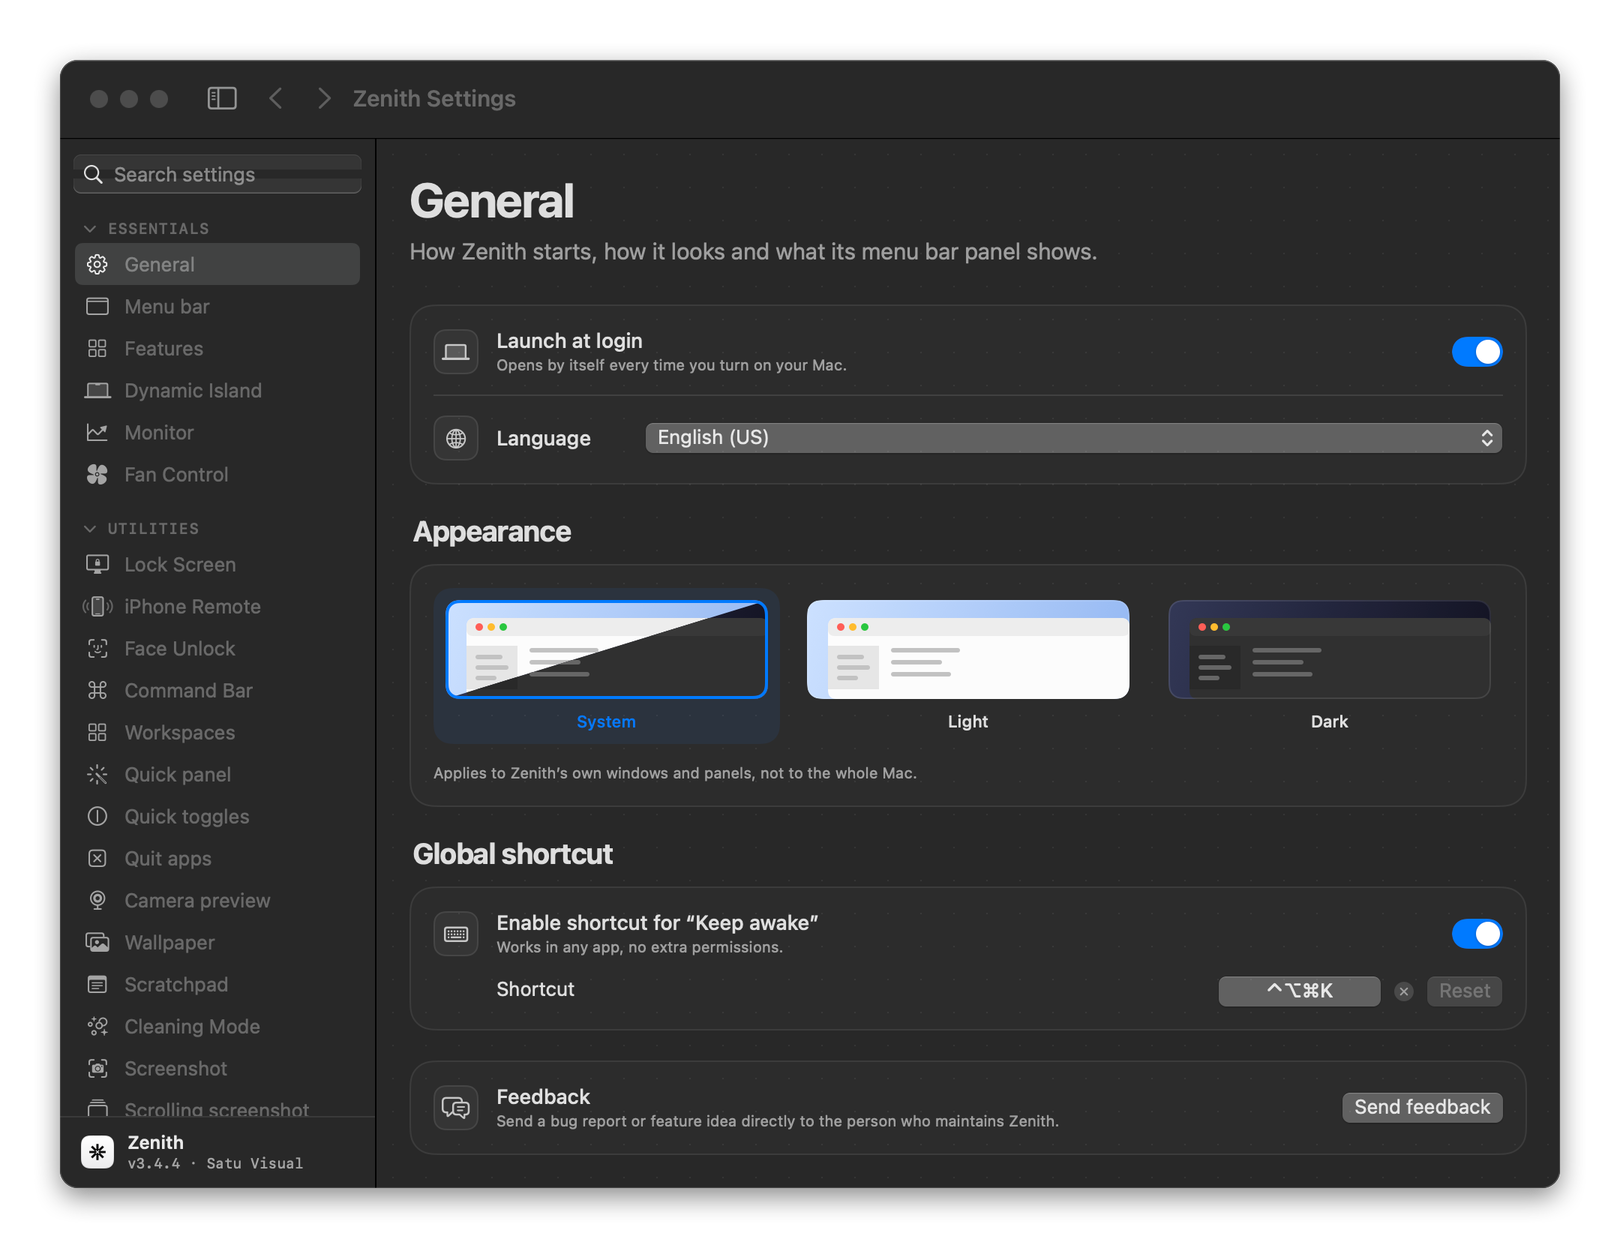 Zenith Settings
Search settings
ESSENTIALS
General
Menu bar
Features
Dynamic Island
Monitor
Fan Control
UTILITIES
Lock Screen
iPhone Remote
Face Unlock
Command Bar
Workspaces
Quick panel
Quick toggles
Quit apps
Camera preview
Wallpaper
Scratchpad
Cleaning Mode
Screenshot
Scrolling screenshot
Zenith
v3.4.4 · Satu Visual
General
How Zenith starts, how it looks and what its menu bar panel shows.
Launch at login
Opens by itself every time you turn on your Mac.
Language
English (US)
Appearance
System
Light
Dark
Applies to Zenith’s own windows and panels, not to the whole Mac.
Global shortcut
Enable shortcut for “Keep awake”
Works in any app, no extra permissions.
Shortcut
⌃⌥⌘K
Reset
Feedback
Send a bug report or feature idea directly to the person who maintains Zenith.
Send feedback